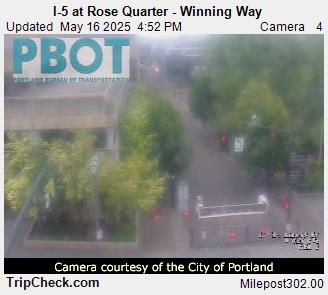 I-5 at Rose Quarter - Winning Way
Updated May 16 2025 4:52 PM Camera 4
PBOT
PORTLAND BUREAU OF TRANSPORTATION
Camera courtesy of the City of Portland
TripCheck.com Milepost302.00